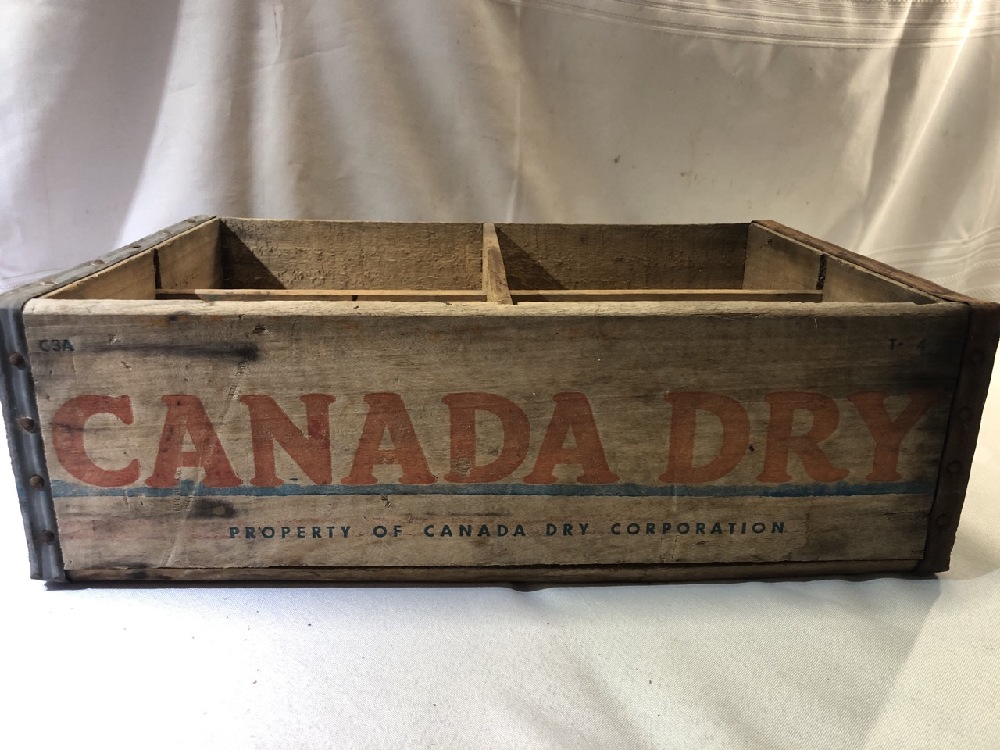 C3A T- 4
CANADA DRY
PROPERTY OF CANADA DRY CORPORATION